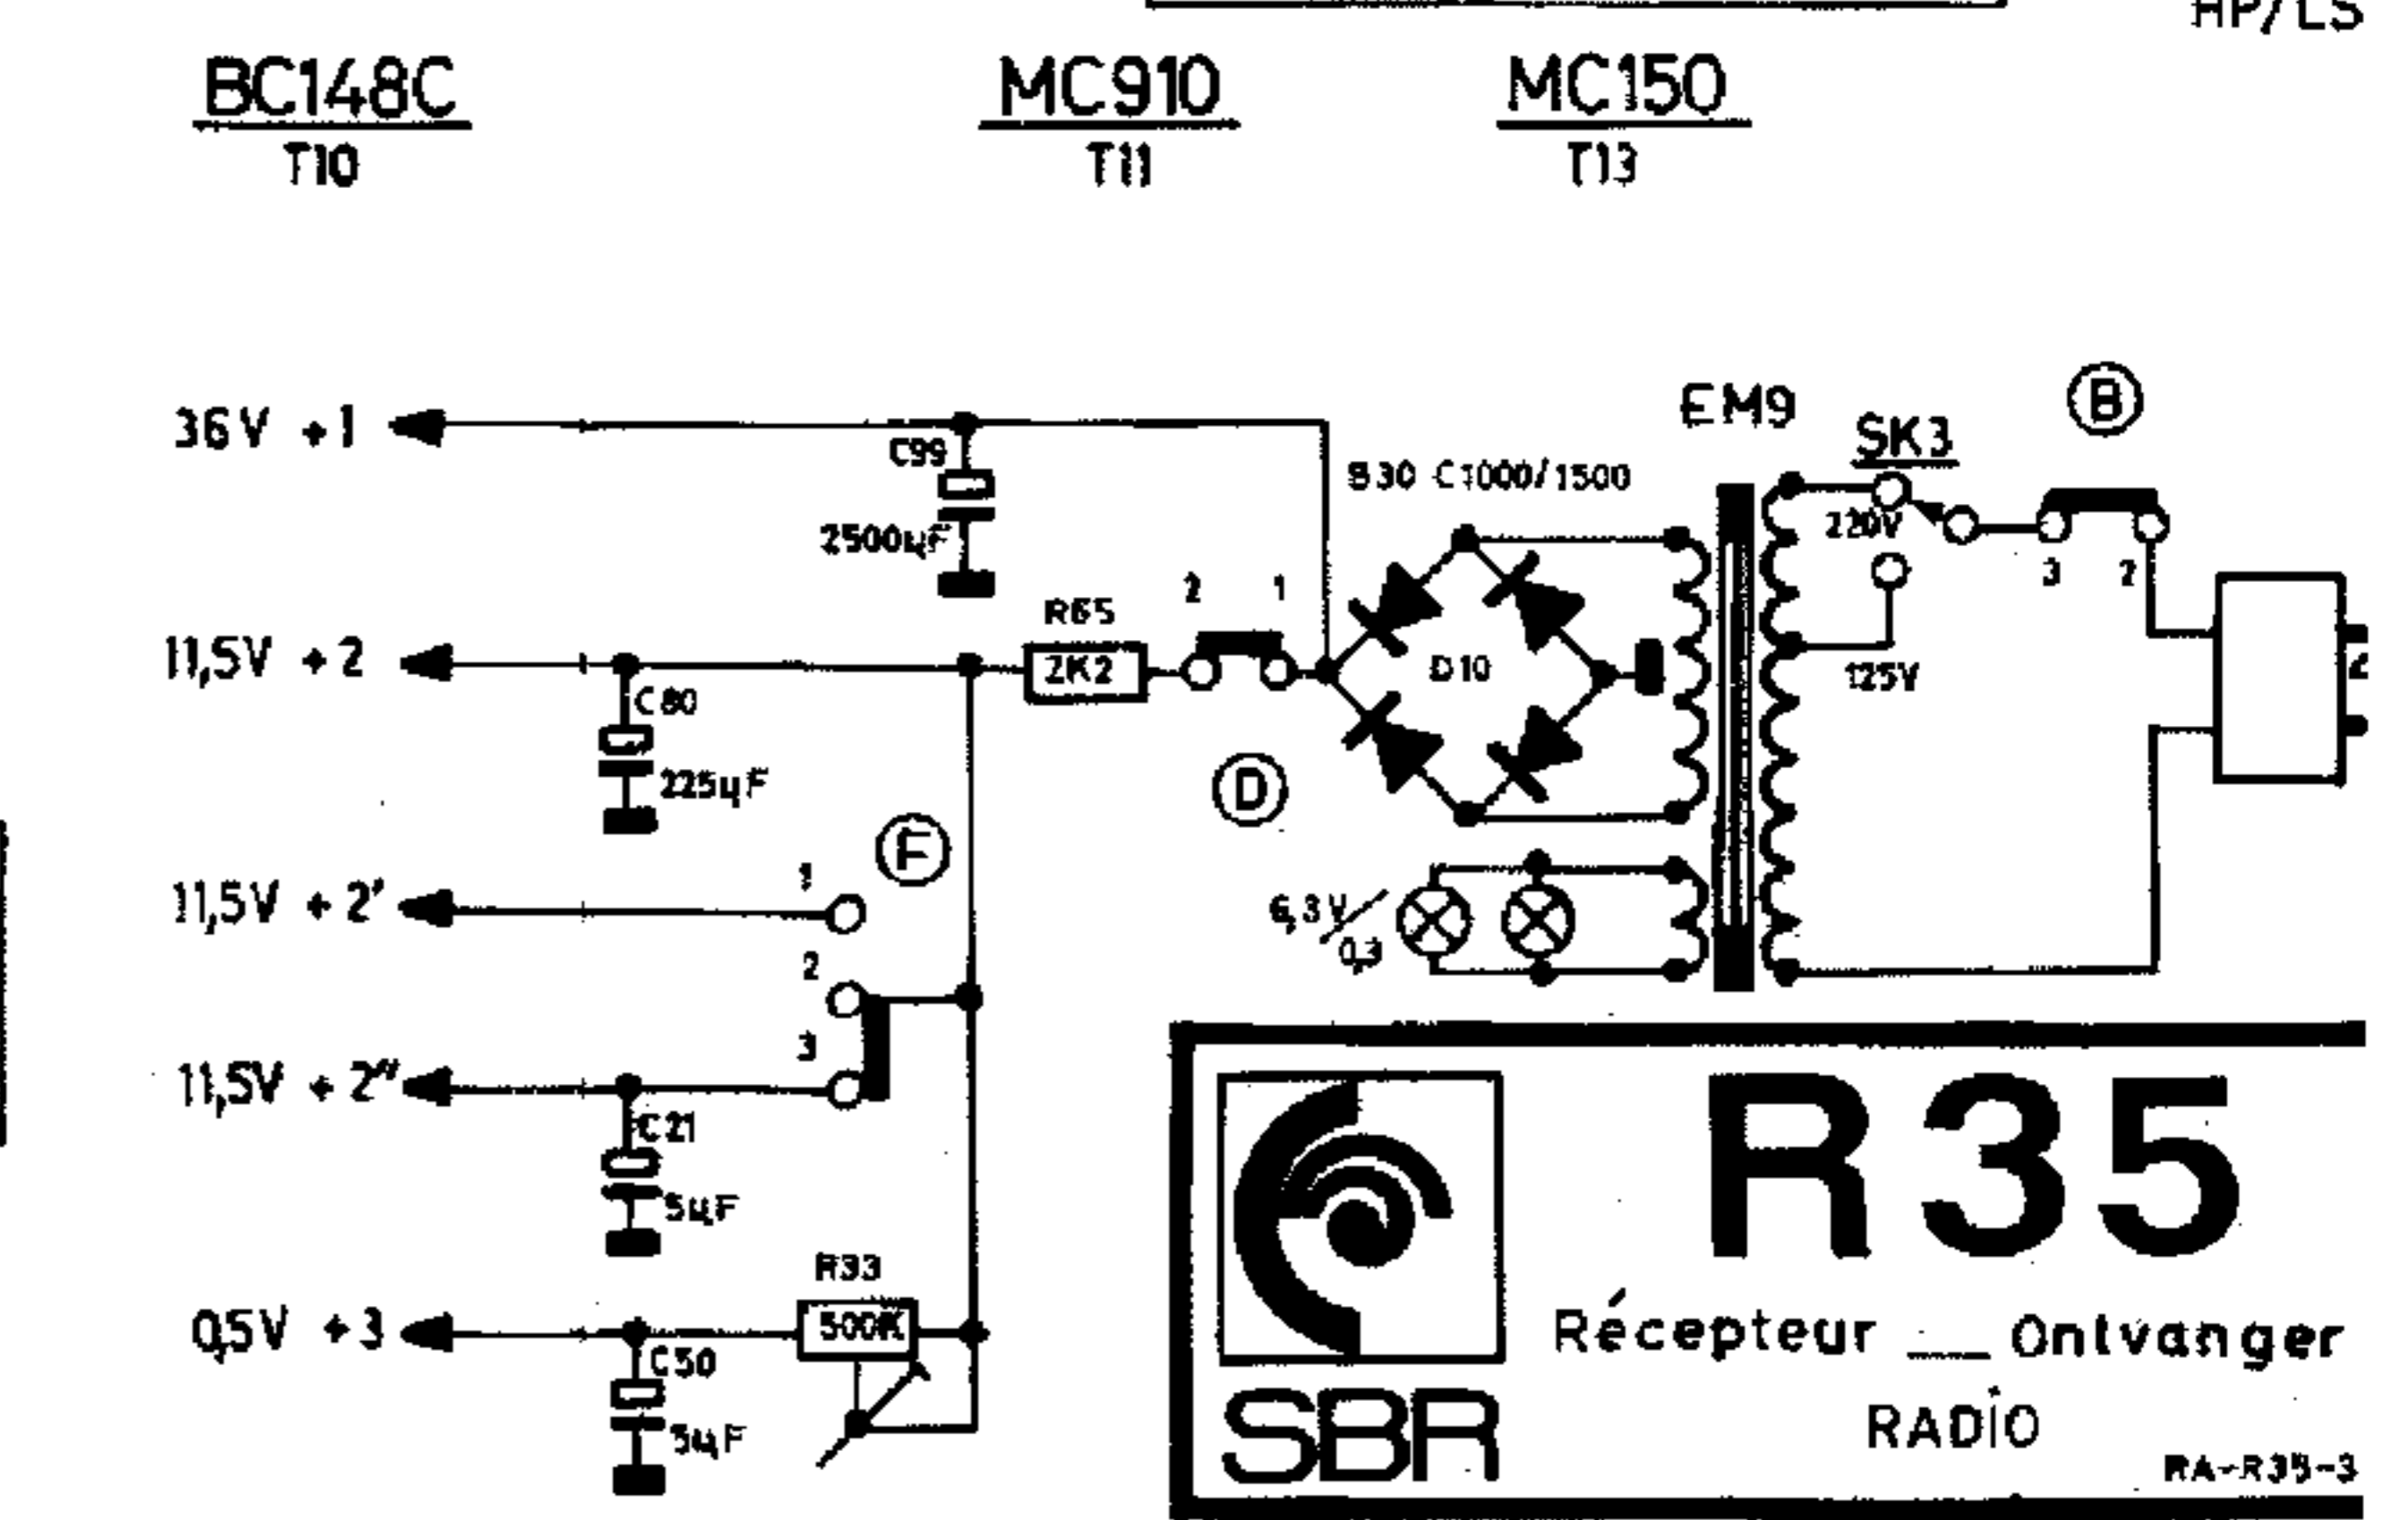 HP/LS
BC148C
T10
MC910
T11
MC150
T13
36V +1
C99
2500µF
B30 C1000/1500
EM9
SK3
B
220V
125V
3 2
11,5V +2
C80
225µF
R65
2K2
2 1
D10
D
6,3V/0,3
F
11,5V +2'
1
2
3
11,5V +2"
C21
5µF
0,5V +3
R33
500K
C50
5µF
R35
Récepteur __ Ontvanger
RADIO
SBR
RA-R35-3